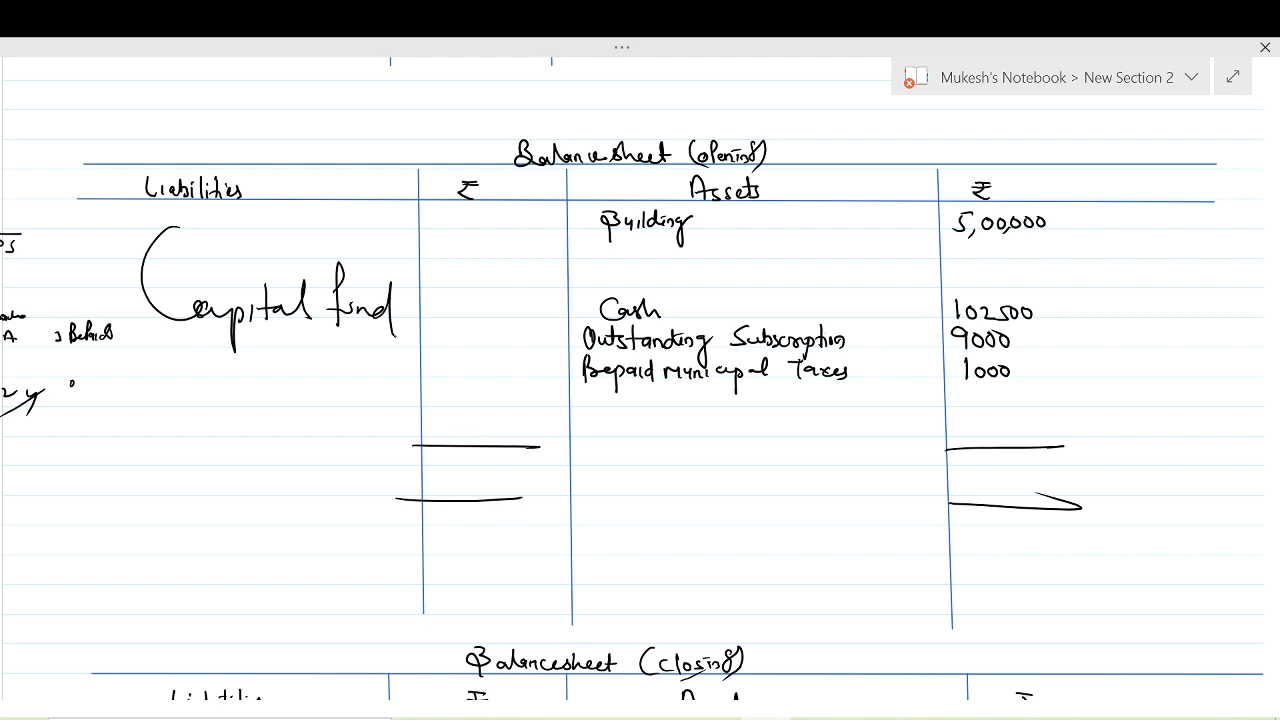 Mukesh's Notebook > New Section 2
Balancesheet (opening)
Liabilities ₹ Assets ₹
Building 5,00,000
Capital fund
Cash 102500
Outstanding Subscription 9000
Prepaid municipal Taxes 1000
Balancesheet (closing)